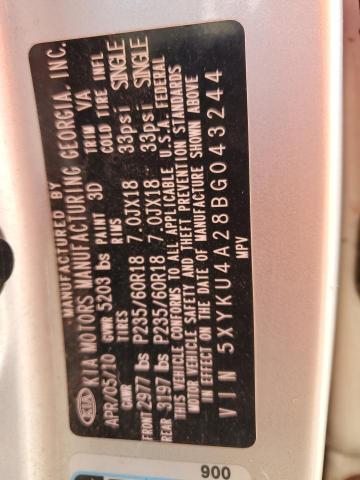 MANUFACTURED BY
KIA KIA MOTORS MANUFACTURING GEORGIA, INC.
APR/05/10 GVWR 5203 lbs PAINT 3D TRIM VA
GAWR TIRES RIMS COLD TIRE INFL
FRONT 2977 lbs P235/60R18 7.0JX18 33psi SINGLE
REAR 3197 lbs P235/60R18 7.0JX18 33psi SINGLE
THIS VEHICLE CONFORMS TO ALL APPLICABLE U.S.A. FEDERAL
MOTOR VEHICLE SAFETY AND THEFT PREVENTION STANDARDS
IN EFFECT ON THE DATE OF MANUFACTURE SHOWN ABOVE
VIN 5XYKU4A28BG043244
MPV
900